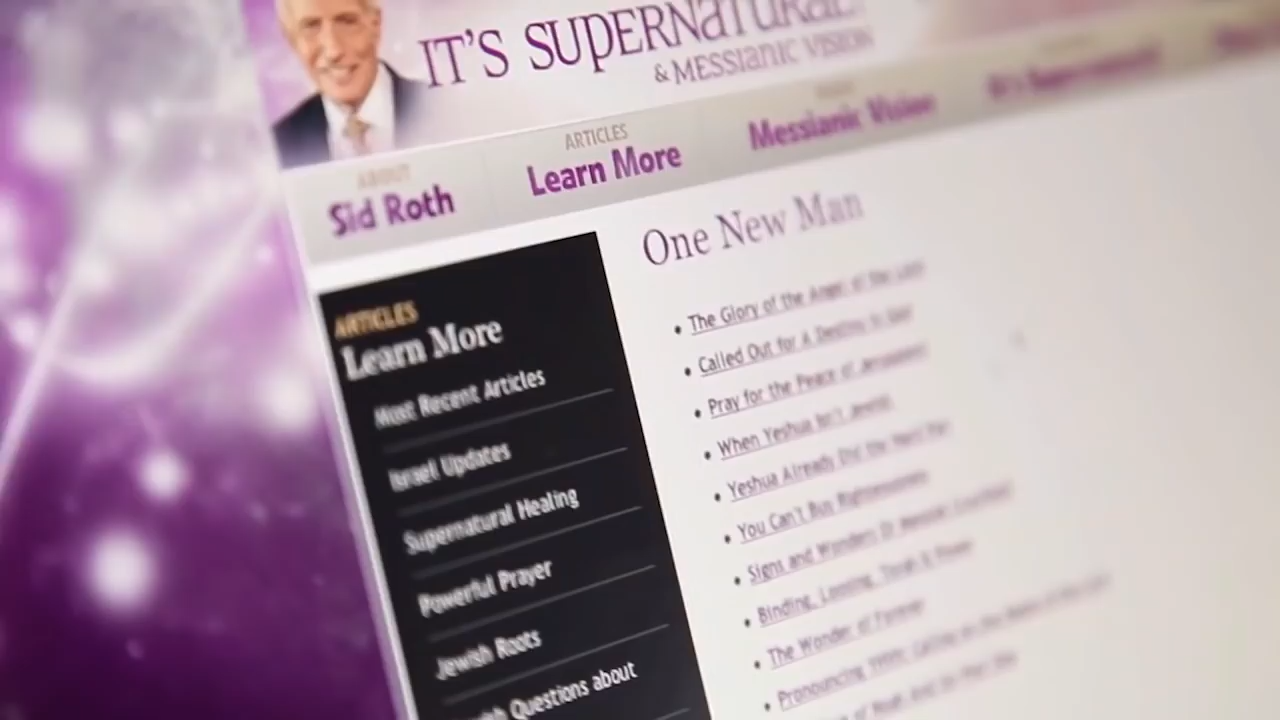 IT'S SUPERNATURAL!
& MESSIANIC VISION
ABOUT
Sid Roth
ARTICLES
Learn More
Messianic Vision
It's Supernatural!
One New Man
ARTICLES
Learn More
Most Recent Articles
Israel Updates
Supernatural Healing
Powerful Prayer
Jewish Roots
Questions about
The Glory of the Angel of the Lord
Called Out for A Destiny
Pray for the Peace of Jerusalem
When Yeshua Isn't Jewish
Yeshua Already Did the Hard Part
You Can't Buy Righteousness
Signs and Wonders
Binding, Loosing, Torah & Power
The Wonder of Forever
Pronouncing